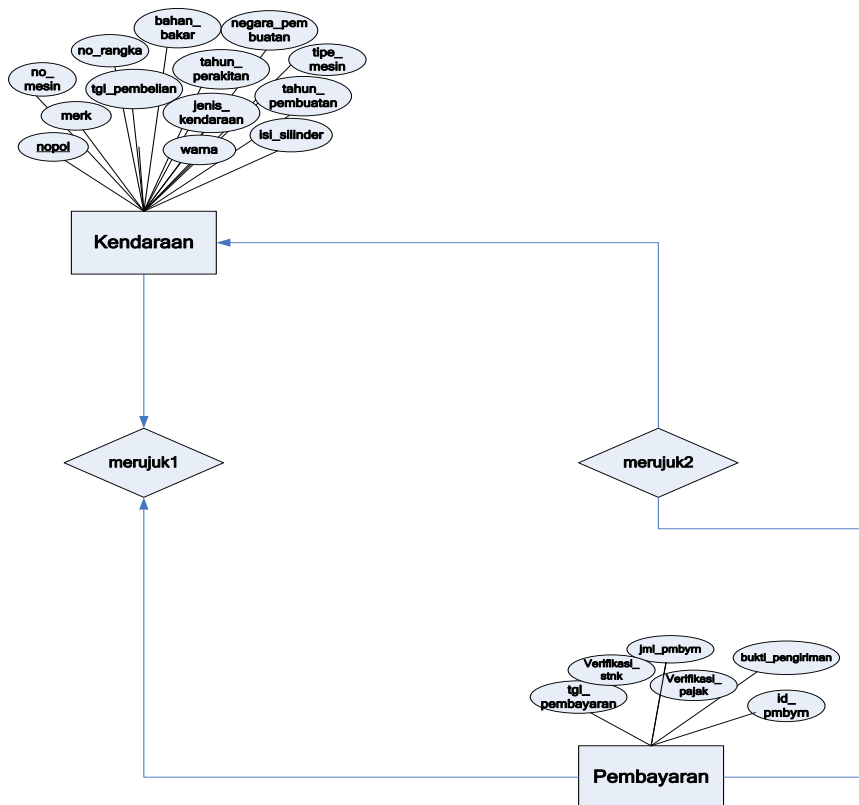 bahan_
bakar
negara_pem
buatan
no_rangka
tahun_
perakitan
tipe_
mesin
no_
mesin
tgl_pembelian
tahun_
pembuatan
merk
jenis_
kendaraan
isi_silinder
nopol
warna
Kendaraan
merujuk1
merujuk2
jml_pmbyrn
Verifikasi_
stnk
bukti_pengiriman
Verifikasi_
pajak
tgl_
pembayaran
id_
pmbyrn
Pembayaran